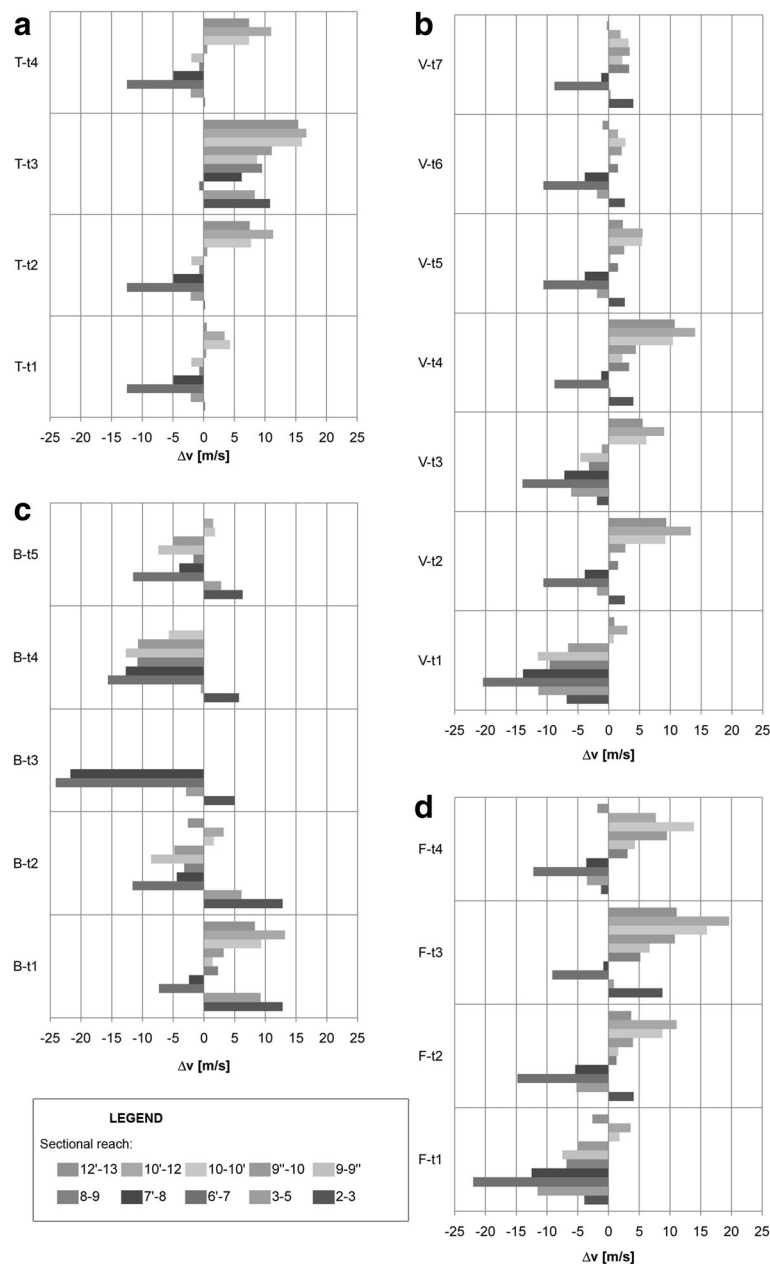 a
T-t4
T-t3
T-t2
T-t1
-25 -20 -15 -10 -5 0 5 10 15 20 25
Δv [m/s]
b
V-t7
V-t6
V-t5
V-t4
V-t3
V-t2
V-t1
-25 -20 -15 -10 -5 0 5 10 15 20 25
Δv [m/s]
c
B-t5
B-t4
B-t3
B-t2
B-t1
-25 -20 -15 -10 -5 0 5 10 15 20 25
Δv [m/s]
d
F-t4
F-t3
F-t2
F-t1
-25 -20 -15 -10 -5 0 5 10 15 20 25
Δv [m/s]
LEGEND
Sectional reach:
12'-13 10'-12 10-10' 9''-10 9-9''
8-9 7'-8 6'-7 3-5 2-3